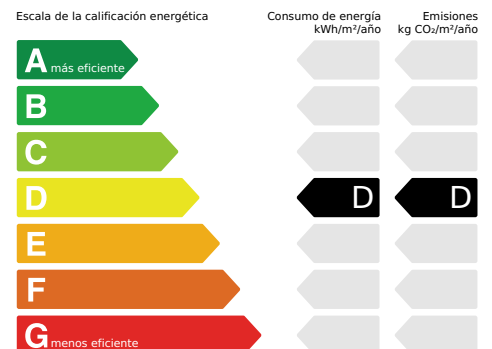 Escala de la calificación energética
Consumo de energía
kWh/m²/año
Emisiones
kg CO₂/m²/año
A más eficiente
B
C
D D D
E
F
G menos eficiente